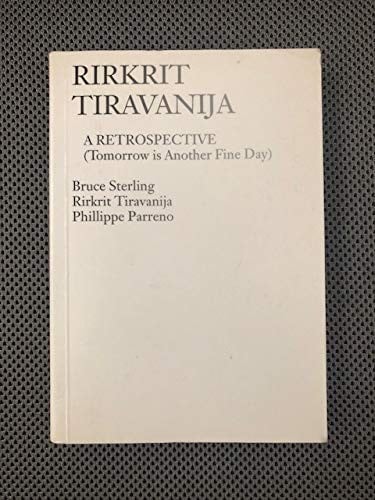 RIRKRIT
TIRAVANIJA
A RETROSPECTIVE
(Tomorrow is Another Fine Day)
Bruce Sterling
Rirkrit Tiravanija
Phillippe Parreno